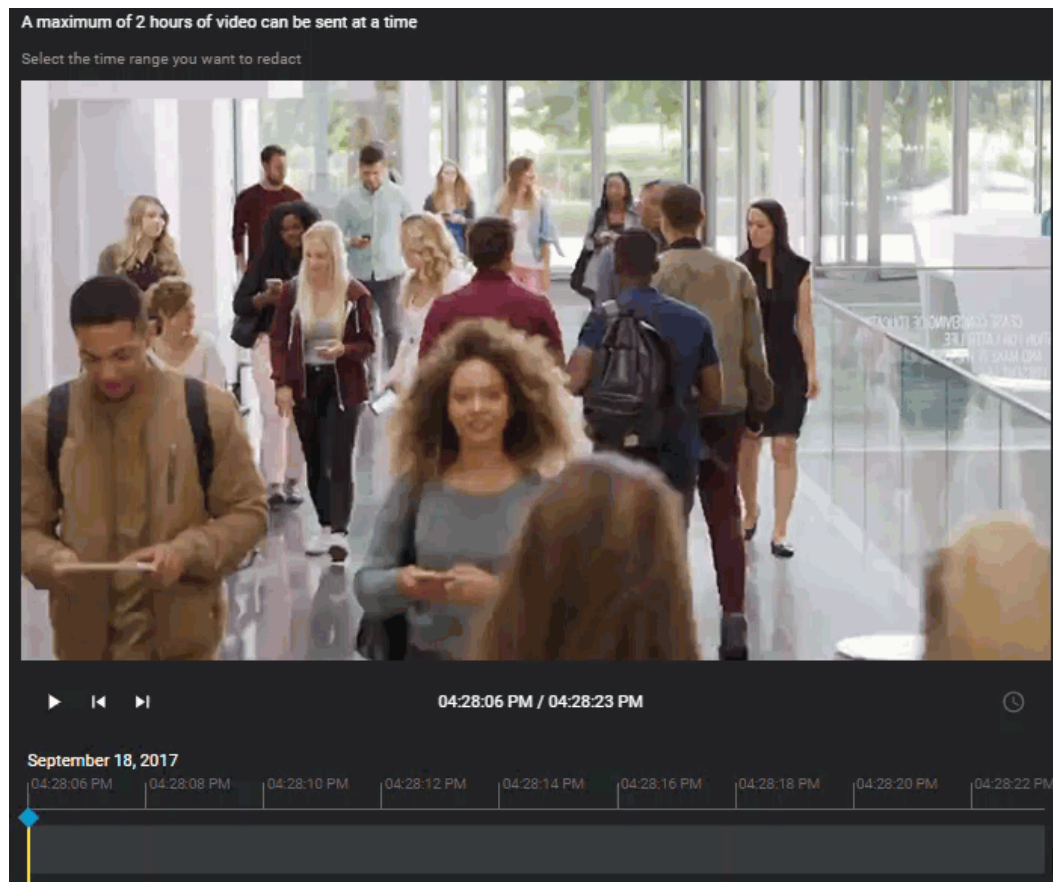 A maximum of 2 hours of video can be sent at a time
Select the time range you want to redact
04:28:06 PM / 04:28:23 PM
September 18, 2017
04:28:06 PM 04:28:08 PM 04:28:10 PM 04:28:12 PM 04:28:14 PM 04:28:16 PM 04:28:18 PM 04:28:20 PM 04:28:22 PM